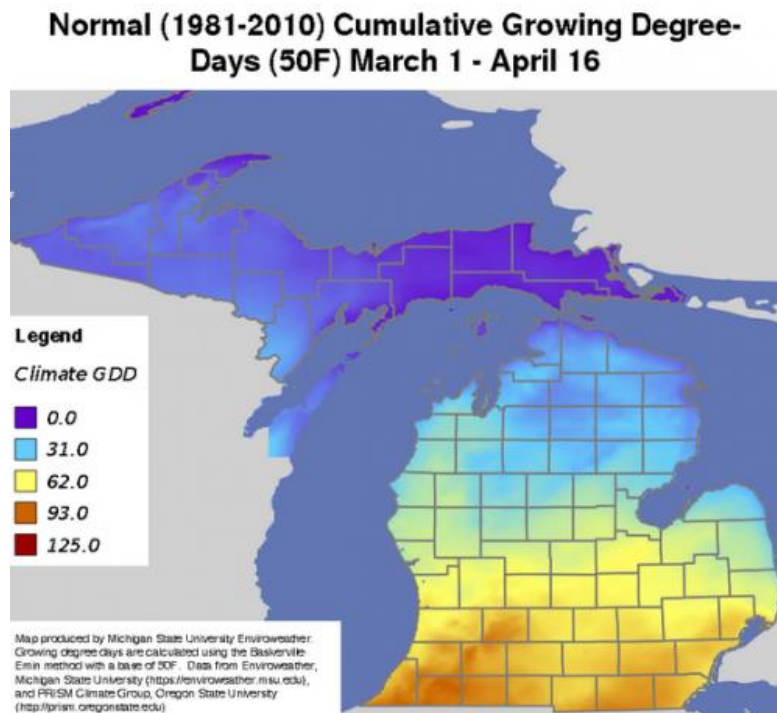 Normal (1981-2010) Cumulative Growing Degree-
Days (50F) March 1 - April 16
Legend
Climate GDD
0.0
31.0
62.0
93.0
125.0
Map produced by Michigan State University Enviroweather.
Growing degree days are calculated using the Baskerville
Emin method with a base of 50F. Data from Enviroweather,
Michigan State University (https://enviroweather.msu.edu),
and PRISM Climate Group, Oregon State University
(http://prism.oregonstate.edu)